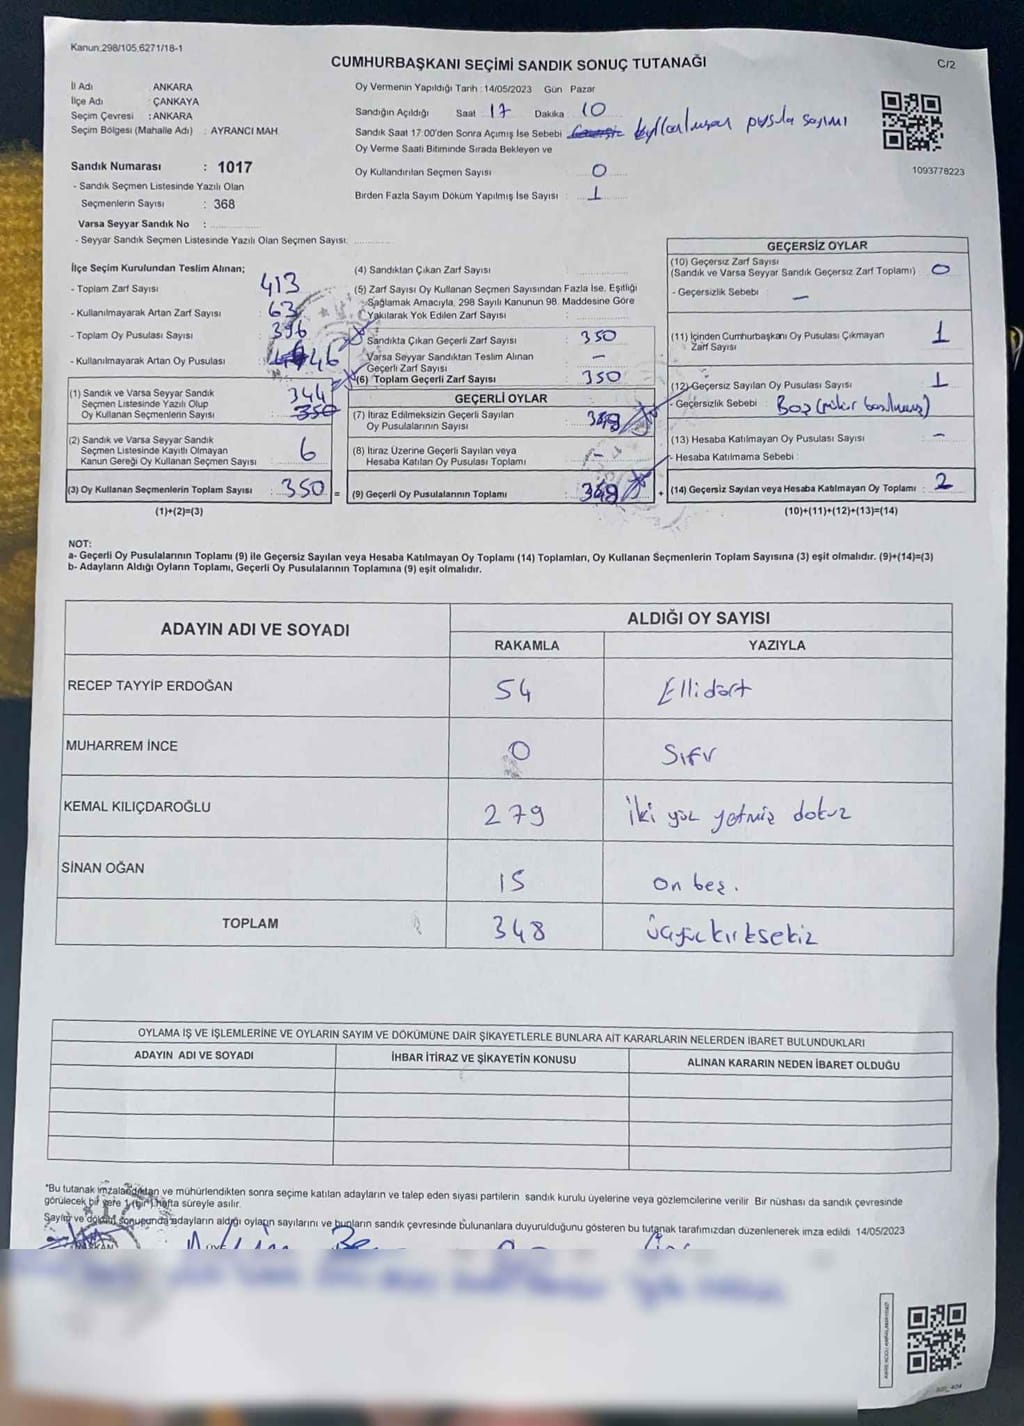 Kanun.298/105.6271/18-1
CUMHURBAŞKANI SEÇİMİ SANDIK SONUÇ TUTANAĞI
C/2
İl Adı ANKARA
İlçe Adı : ÇANKAYA
Seçim Çevresi : ANKARA
Seçim Bölgesi (Mahalle Adı) : AYRANCI MAH.
Sandık Numarası : 1017
- Sandık Seçmen Listesinde Yazılı Olan
Seçmenlerin Sayısı : 368
Varsa Seyyar Sandık No :
- Seyyar Sandık Seçmen Listesinde Yazılı Olan Seçmen Sayısı:
Oy Vermenin Yapıldığı Tarih : 14/05/2023 Gün Pazar
Sandığın Açıldığı Saat 17 Dakika 10
Sandık Saat 17:00'den Sonra Açımış İse Sebebi kullanılmayan pusula sayımı
Oy Verme Saati Bitiminde Sırada Bekleyen ve
Oy Kullandırılan Seçmen Sayısı 0
Birden Fazla Sayım Döküm Yapılmış İse Sayısı : 1
1093778223
İlçe Seçim Kurulundan Teslim Alınan;
- Toplam Zarf Sayısı 413
- Kullanılmayarak Artan Zarf Sayısı : 63
- Toplam Oy Pusulası Sayısı : 396
- Kullanılmayarak Artan Oy Pusulası 46
(1) Sandık ve Varsa Seyyar Sandık
Seçmen Listesinde Yazılı Olup
Oy Kullanan Seçmenlerin Sayısı : 344 350
(2) Sandık ve Varsa Seyyar Sandık
Seçmen Listesinde Kayıtlı Olmayan
Kanun Gereği Oy Kullanan Seçmen Sayısı : 6
(3) Oy Kullanan Seçmenlerin Toplam Sayısı : 350 =
(1)+(2)=(3)
(4) Sandıktan Çıkan Zarf Sayısı
(5) Zarf Sayısı Oy Kullanan Seçmen Sayısından Fazla İse, Eşitliği
Sağlamak Amacıyla, 298 Sayılı Kanunun 98. Maddesine Göre
Yakılarak Yok Edilen Zarf Sayısı :
Sandıkta Çıkan Geçerli Zarf Sayısı : 350
Varsa Seyyar Sandıktan Teslim Alınan
Geçerli Zarf Sayısı : –
(6) Toplam Geçerli Zarf Sayısı : 350
GEÇERLİ OYLAR
(7) İtiraz Edilmeksizin Geçerli Sayılan
Oy Pusulalarının Sayısı : 348
(8) İtiraz Üzerine Geçerli Sayılan veya
Hesaba Katılan Oy Pusulası Toplamı : –
(9) Geçerli Oy Pusulalarının Toplamı : 348 +
GEÇERSİZ OYLAR
(10) Geçersiz Zarf Sayısı
(Sandık ve Varsa Seyyar Sandık Geçersiz Zarf Toplamı) : 0
- Geçersizlik Sebebi : –
(11) İçinden Cumhurbaşkanı Oy Pusulası Çıkmayan
Zarf Sayısı 1
(12) Geçersiz Sayılan Oy Pusulası Sayısı : 1
- Geçersizlik Sebebi : Boş (mühür basılmamış)
(13) Hesaba Katılmayan Oy Pusulası Sayısı : –
- Hesaba Katılmama Sebebi :
(14) Geçersiz Sayılan veya Hesaba Katılmayan Oy Toplamı : 2
(10)+(11)+(12)+(13)=(14)
NOT:
a- Geçerli Oy Pusulalarının Toplamı (9) ile Geçersiz Sayılan veya Hesaba Katılmayan Oy Toplamı (14) Toplamları, Oy Kullanan Seçmenlerin Toplam Sayısına (3) eşit olmalıdır. (9)+(14)=(3)
b- Adayların Aldığı Oyların Toplamı, Geçerli Oy Pusulalarının Toplamına (9) eşit olmalıdır.
ADAYIN ADI VE SOYADI
ALDIĞI OY SAYISI
RAKAMLA YAZIYLA
RECEP TAYYİP ERDOĞAN 54 Ellidört
MUHARREM İNCE 0 Sıfır
KEMAL KILIÇDAROĞLU 279 iki yüz yetmiş dokuz
SİNAN OĞAN 15 on beş.
TOPLAM 348 üçyüzkırksekiz
OYLAMA İŞ VE İŞLEMLERİNE VE OYLARIN SAYIM VE DÖKÜMÜNE DAİR ŞİKAYETLERLE BUNLARA AİT KARARLARIN NELERDEN İBARET BULUNDUKLARI
ADAYIN ADI VE SOYADI İHBAR İTİRAZ VE ŞİKAYETİN KONUSU ALINAN KARARIN NEDEN İBARET OLDUĞU
*Bu tutanak imzalandıktan ve mühürlendikten sonra seçime katılan adayların ve talep eden siyasi partilerin sandık kurulu üyelerine veya gözlemcilerine verilir. Bir nüshası da sandık çevresinde
görülecek bir yere 1 (bir) hafta süreyle asılır.
Sayım ve döküm sonucunda adayların aldığı oyların sayılarını ve bunların sandık çevresinde bulunanlara duyurulduğunu gösteren bu tutanak tarafımızdan düzenlenerek imza edildi. 14/05/2023